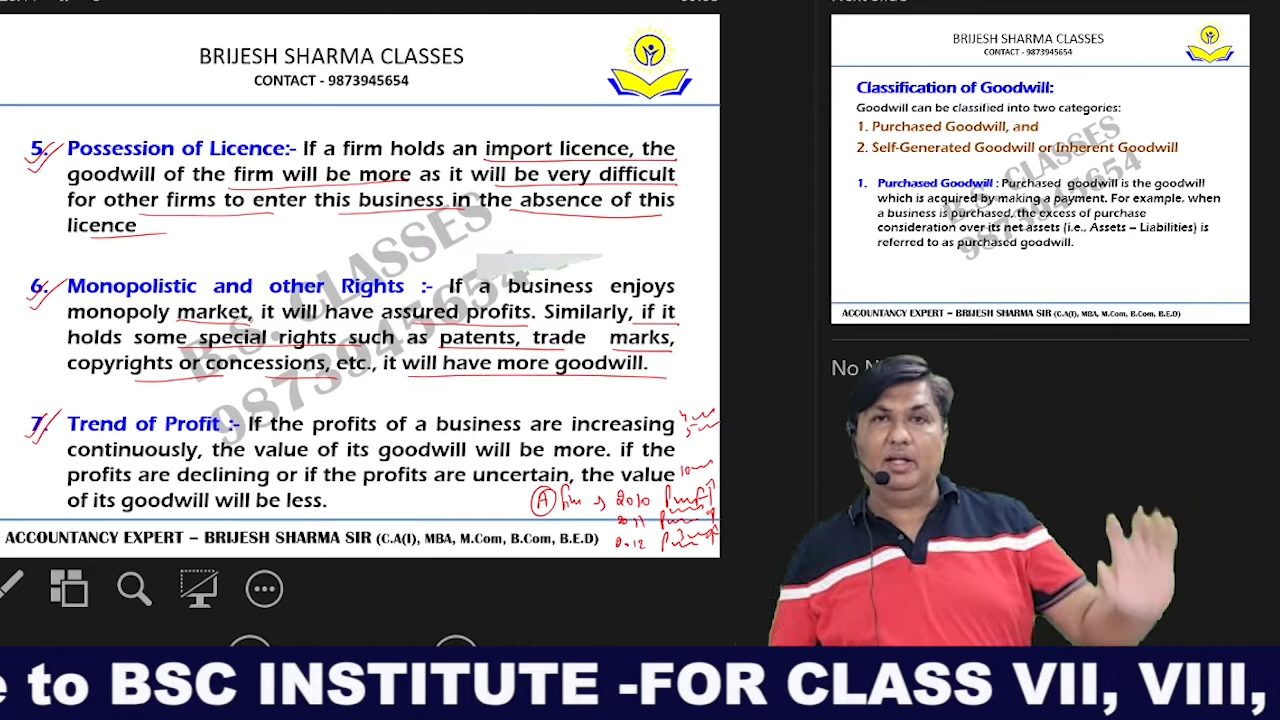 BRIJESH SHARMA CLASSES
CONTACT - 9873945654
5. Possession of Licence:- If a firm holds an import licence, the
goodwill of the firm will be more as it will be very difficult
for other firms to enter this business in the absence of this
licence
6. Monopolistic and other Rights :- If a business enjoys
monopoly market, it will have assured profits. Similarly, if it
holds some special rights such as patents, trade marks,
copyrights or concessions, etc., it will have more goodwill.
7. Trend of Profit :- If the profits of a business are increasing
continuously, the value of its goodwill will be more. if the
profits are declining or if the profits are uncertain, the value
of its goodwill will be less.
A firm 2010 Profit
2011
2012
B.S. CLASSES
9873945654
ACCOUNTANCY EXPERT – BRIJESH SHARMA SIR (C.A(I), MBA, M.Com, B.Com, B.E.D)
BRIJESH SHARMA CLASSES
CONTACT - 9873945654
Classification of Goodwill:
Goodwill can be classified into two categories:
1. Purchased Goodwill, and
2. Self-Generated Goodwill or Inherent Goodwill
1. Purchased Goodwill : Purchased goodwill is the goodwill
which is acquired by making a payment. For example, when
a business is purchased, the excess of purchase
consideration over its net assets (i.e., Assets – Liabilities) is
referred to as purchased goodwill.
B.S. CLASSES
9873945654
ACCOUNTANCY EXPERT – BRIJESH SHARMA SIR (C.A(I), MBA, M.Com, B.Com, B.E.D)
No
to BSC INSTITUTE -FOR CLASS VII, VIII,